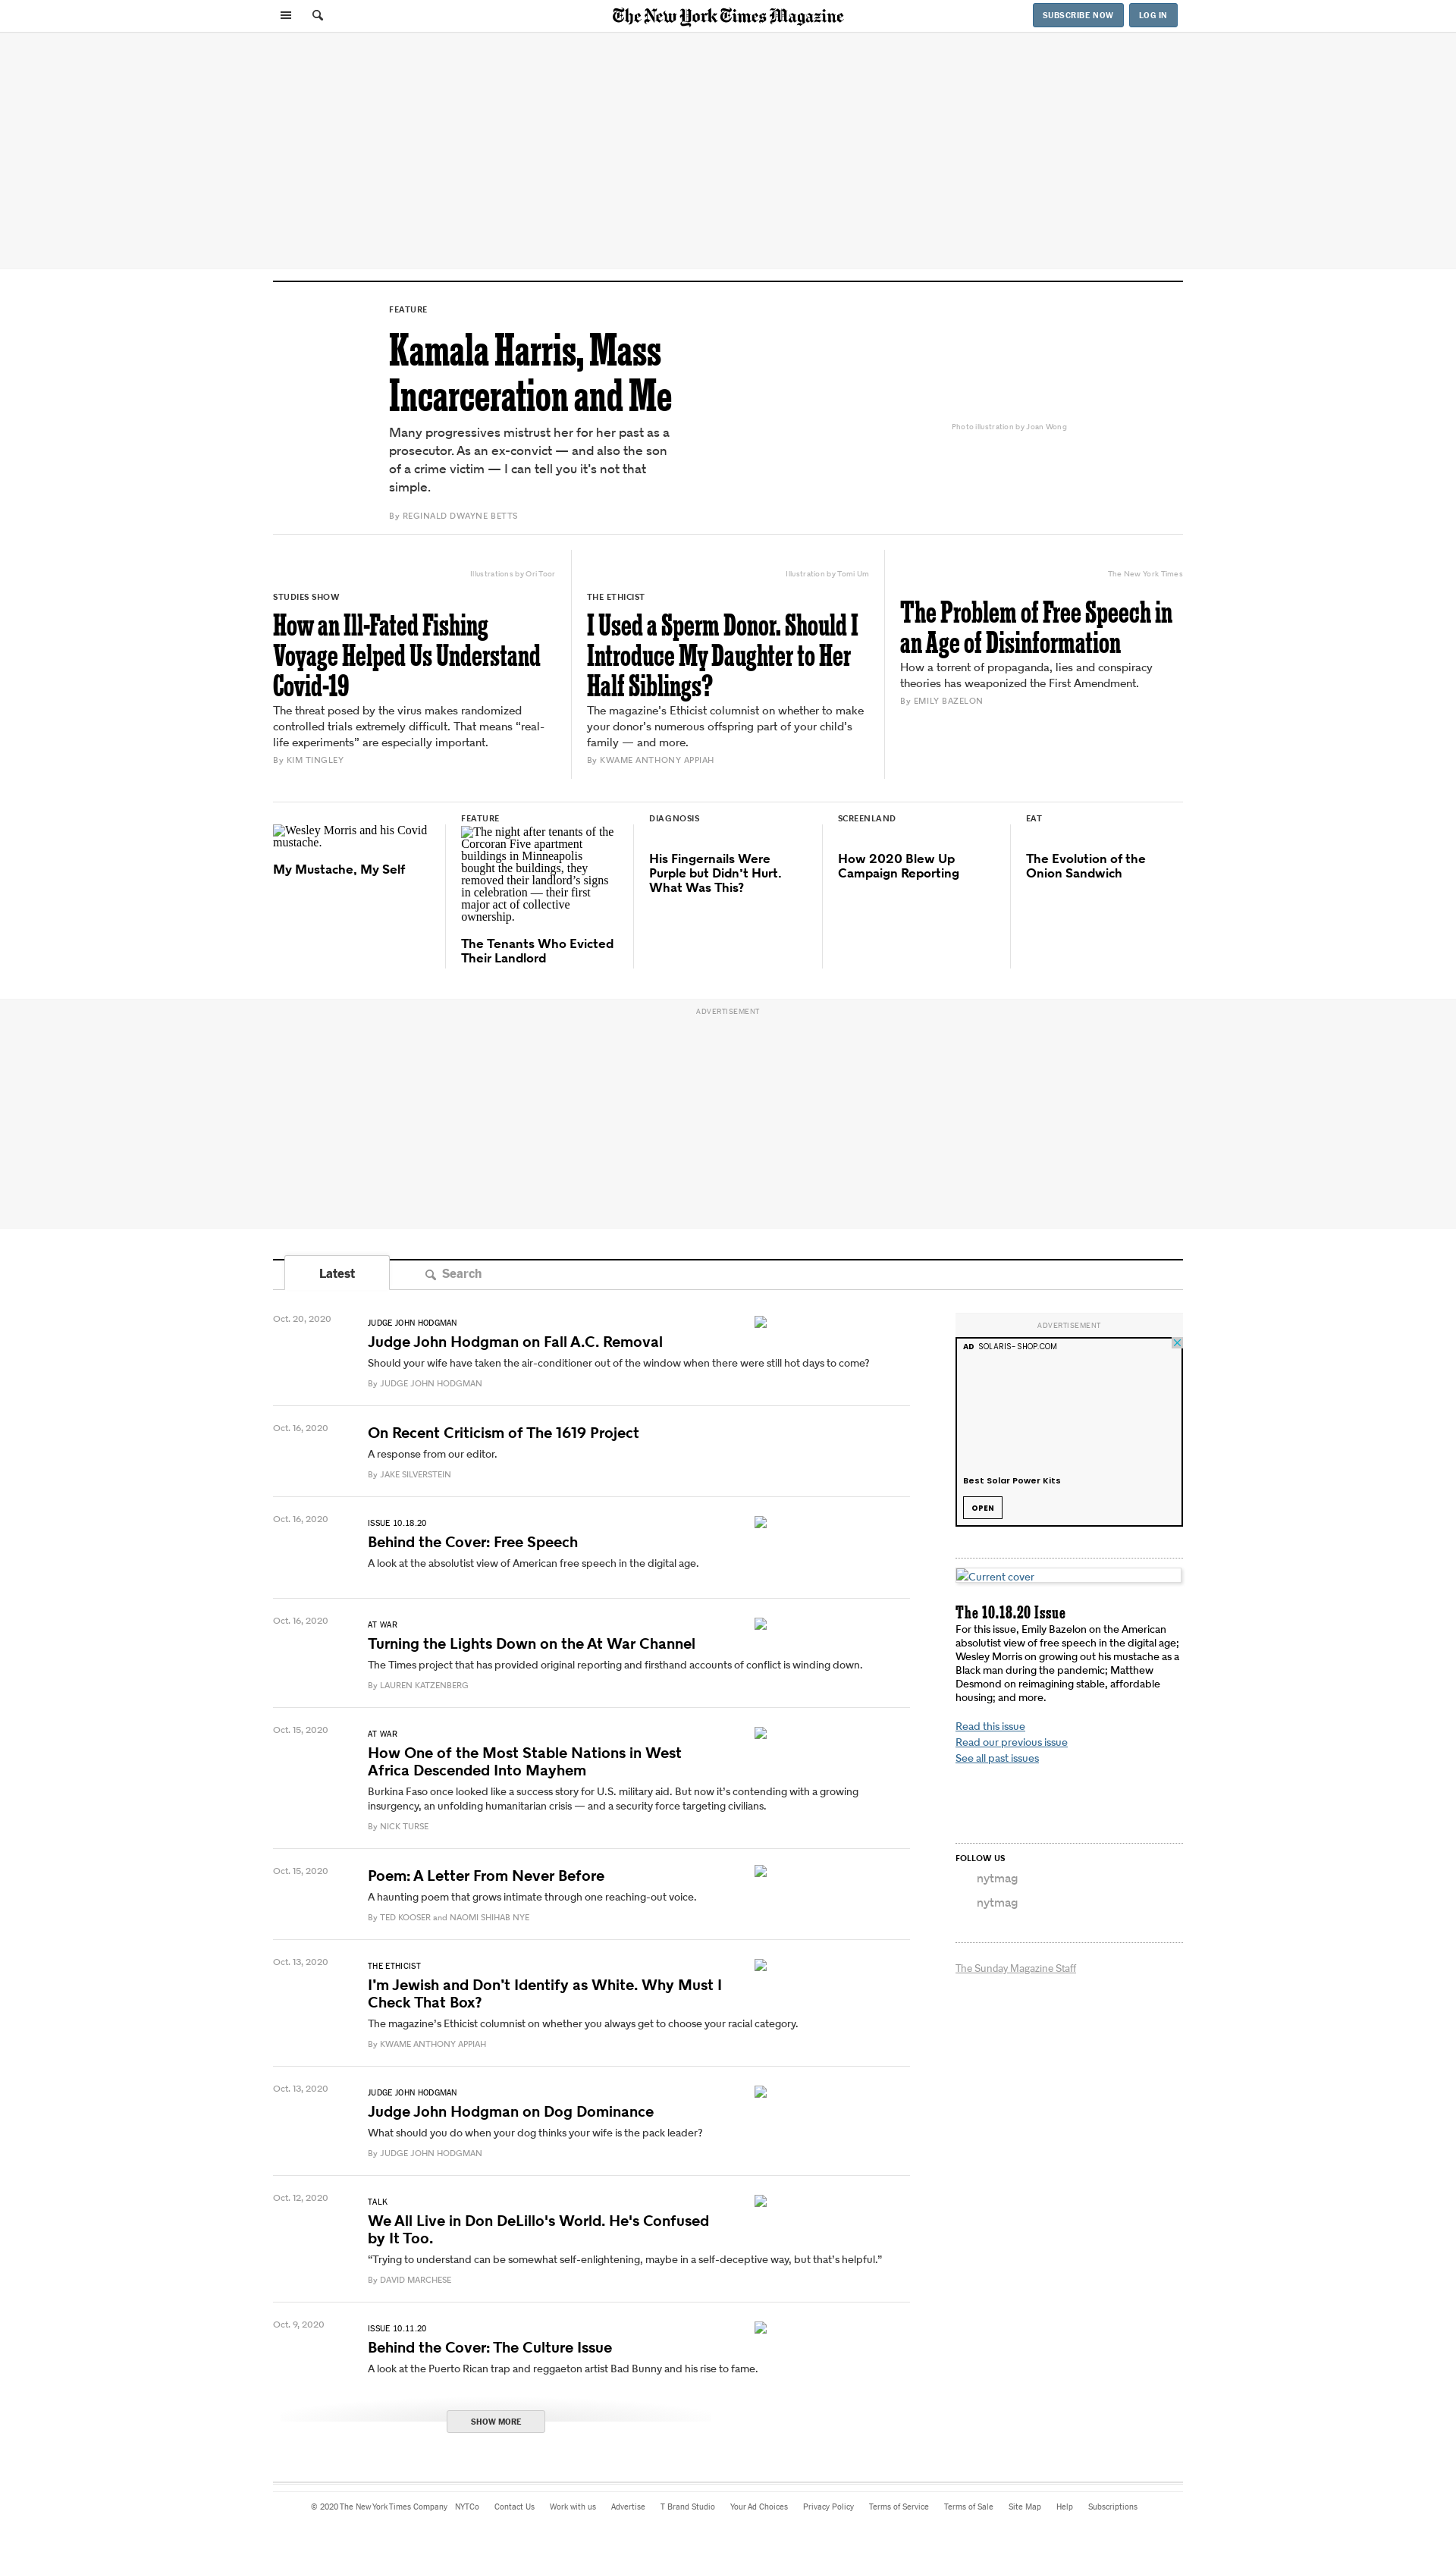 The New York Times Magazine
SUBSCRIBE NOW
LOG IN
FEATURE
Kamala Harris, Mass
Incarceration and Me
Many progressives mistrust her for her past as a
prosecutor. As an ex-convict — and also the son
of a crime victim — I can tell you it’s not that
simple.
By REGINALD DWAYNE BETTS
Photo illustration by Joan Wong
Illustrations by Ori Toor
STUDIES SHOW
How an Ill-Fated Fishing
Voyage Helped Us Understand
Covid-19
The threat posed by the virus makes randomized
controlled trials extremely difficult. That means “real-
life experiments” are especially important.
By KIM TINGLEY
Illustration by Tomi Um
THE ETHICIST
I Used a Sperm Donor. Should I
Introduce My Daughter to Her
Half Siblings?
The magazine’s Ethicist columnist on whether to make
your donor’s numerous offspring part of your child’s
family — and more.
By KWAME ANTHONY APPIAH
The New York Times
The Problem of Free Speech in
an Age of Disinformation
How a torrent of propaganda, lies and conspiracy
theories has weaponized the First Amendment.
By EMILY BAZELON
Wesley Morris and his Covid
mustache.
My Mustache, My Self
FEATURE
The night after tenants of the
Corcoran Five apartment
buildings in Minneapolis
bought the buildings, they
removed their landlord’s signs
in celebration — their first
major act of collective
ownership.
The Tenants Who Evicted
Their Landlord
DIAGNOSIS
His Fingernails Were
Purple but Didn’t Hurt.
What Was This?
SCREENLAND
How 2020 Blew Up
Campaign Reporting
EAT
The Evolution of the
Onion Sandwich
ADVERTISEMENT
Latest
Search
Oct. 20, 2020
JUDGE JOHN HODGMAN
Judge John Hodgman on Fall A.C. Removal
Should your wife have taken the air-conditioner out of the window when there were still hot days to come?
By JUDGE JOHN HODGMAN
Oct. 16, 2020
On Recent Criticism of The 1619 Project
A response from our editor.
By JAKE SILVERSTEIN
Oct. 16, 2020
ISSUE 10.18.20
Behind the Cover: Free Speech
A look at the absolutist view of American free speech in the digital age.
Oct. 16, 2020
AT WAR
Turning the Lights Down on the At War Channel
The Times project that has provided original reporting and firsthand accounts of conflict is winding down.
By LAUREN KATZENBERG
Oct. 15, 2020
AT WAR
How One of the Most Stable Nations in West
Africa Descended Into Mayhem
Burkina Faso once looked like a success story for U.S. military aid. But now it’s contending with a growing
insurgency, an unfolding humanitarian crisis — and a security force targeting civilians.
By NICK TURSE
Oct. 15, 2020
Poem: A Letter From Never Before
A haunting poem that grows intimate through one reaching-out voice.
By TED KOOSER and NAOMI SHIHAB NYE
Oct. 13, 2020
THE ETHICIST
I’m Jewish and Don’t Identify as White. Why Must I
Check That Box?
The magazine’s Ethicist columnist on whether you always get to choose your racial category.
By KWAME ANTHONY APPIAH
Oct. 13, 2020
JUDGE JOHN HODGMAN
Judge John Hodgman on Dog Dominance
What should you do when your dog thinks your wife is the pack leader?
By JUDGE JOHN HODGMAN
Oct. 12, 2020
TALK
We All Live in Don DeLillo's World. He's Confused
by It Too.
“Trying to understand can be somewhat self-enlightening, maybe in a self-deceptive way, but that’s helpful.”
By DAVID MARCHESE
Oct. 9, 2020
ISSUE 10.11.20
Behind the Cover: The Culture Issue
A look at the Puerto Rican trap and reggaeton artist Bad Bunny and his rise to fame.
SHOW MORE
ADVERTISEMENT
AD SOLARIS-SHOP.COM
Best Solar Power Kits
OPEN
Current cover
The 10.18.20 Issue
For this issue, Emily Bazelon on the American
absolutist view of free speech in the digital age;
Wesley Morris on growing out his mustache as a
Black man during the pandemic; Matthew
Desmond on reimagining stable, affordable
housing; and more.
Read this issue
Read our previous issue
See all past issues
FOLLOW US
nytmag
nytmag
The Sunday Magazine Staff
© 2020 The New York Times Company NYTCo Contact Us Work with us Advertise T Brand Studio Your Ad Choices Privacy Policy Terms of Service Terms of Sale Site Map Help Subscriptions